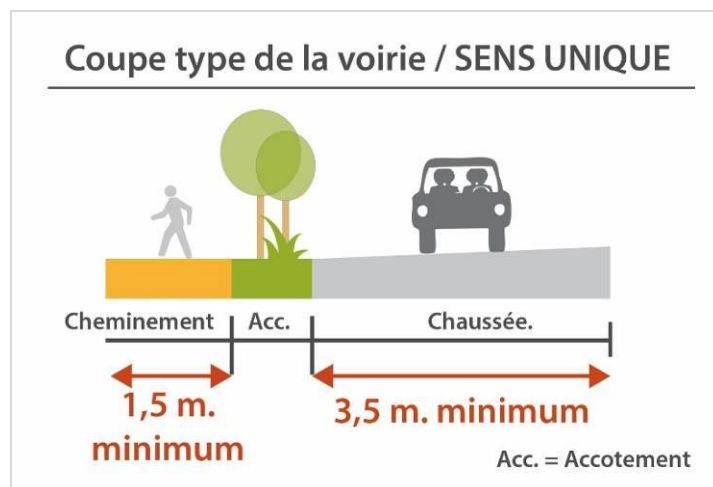 Coupe type de la voirie / SENS UNIQUE
Cheminement Acc. Chaussée.
1,5 m. minimum
3,5 m. minimum
Acc. = Accotement